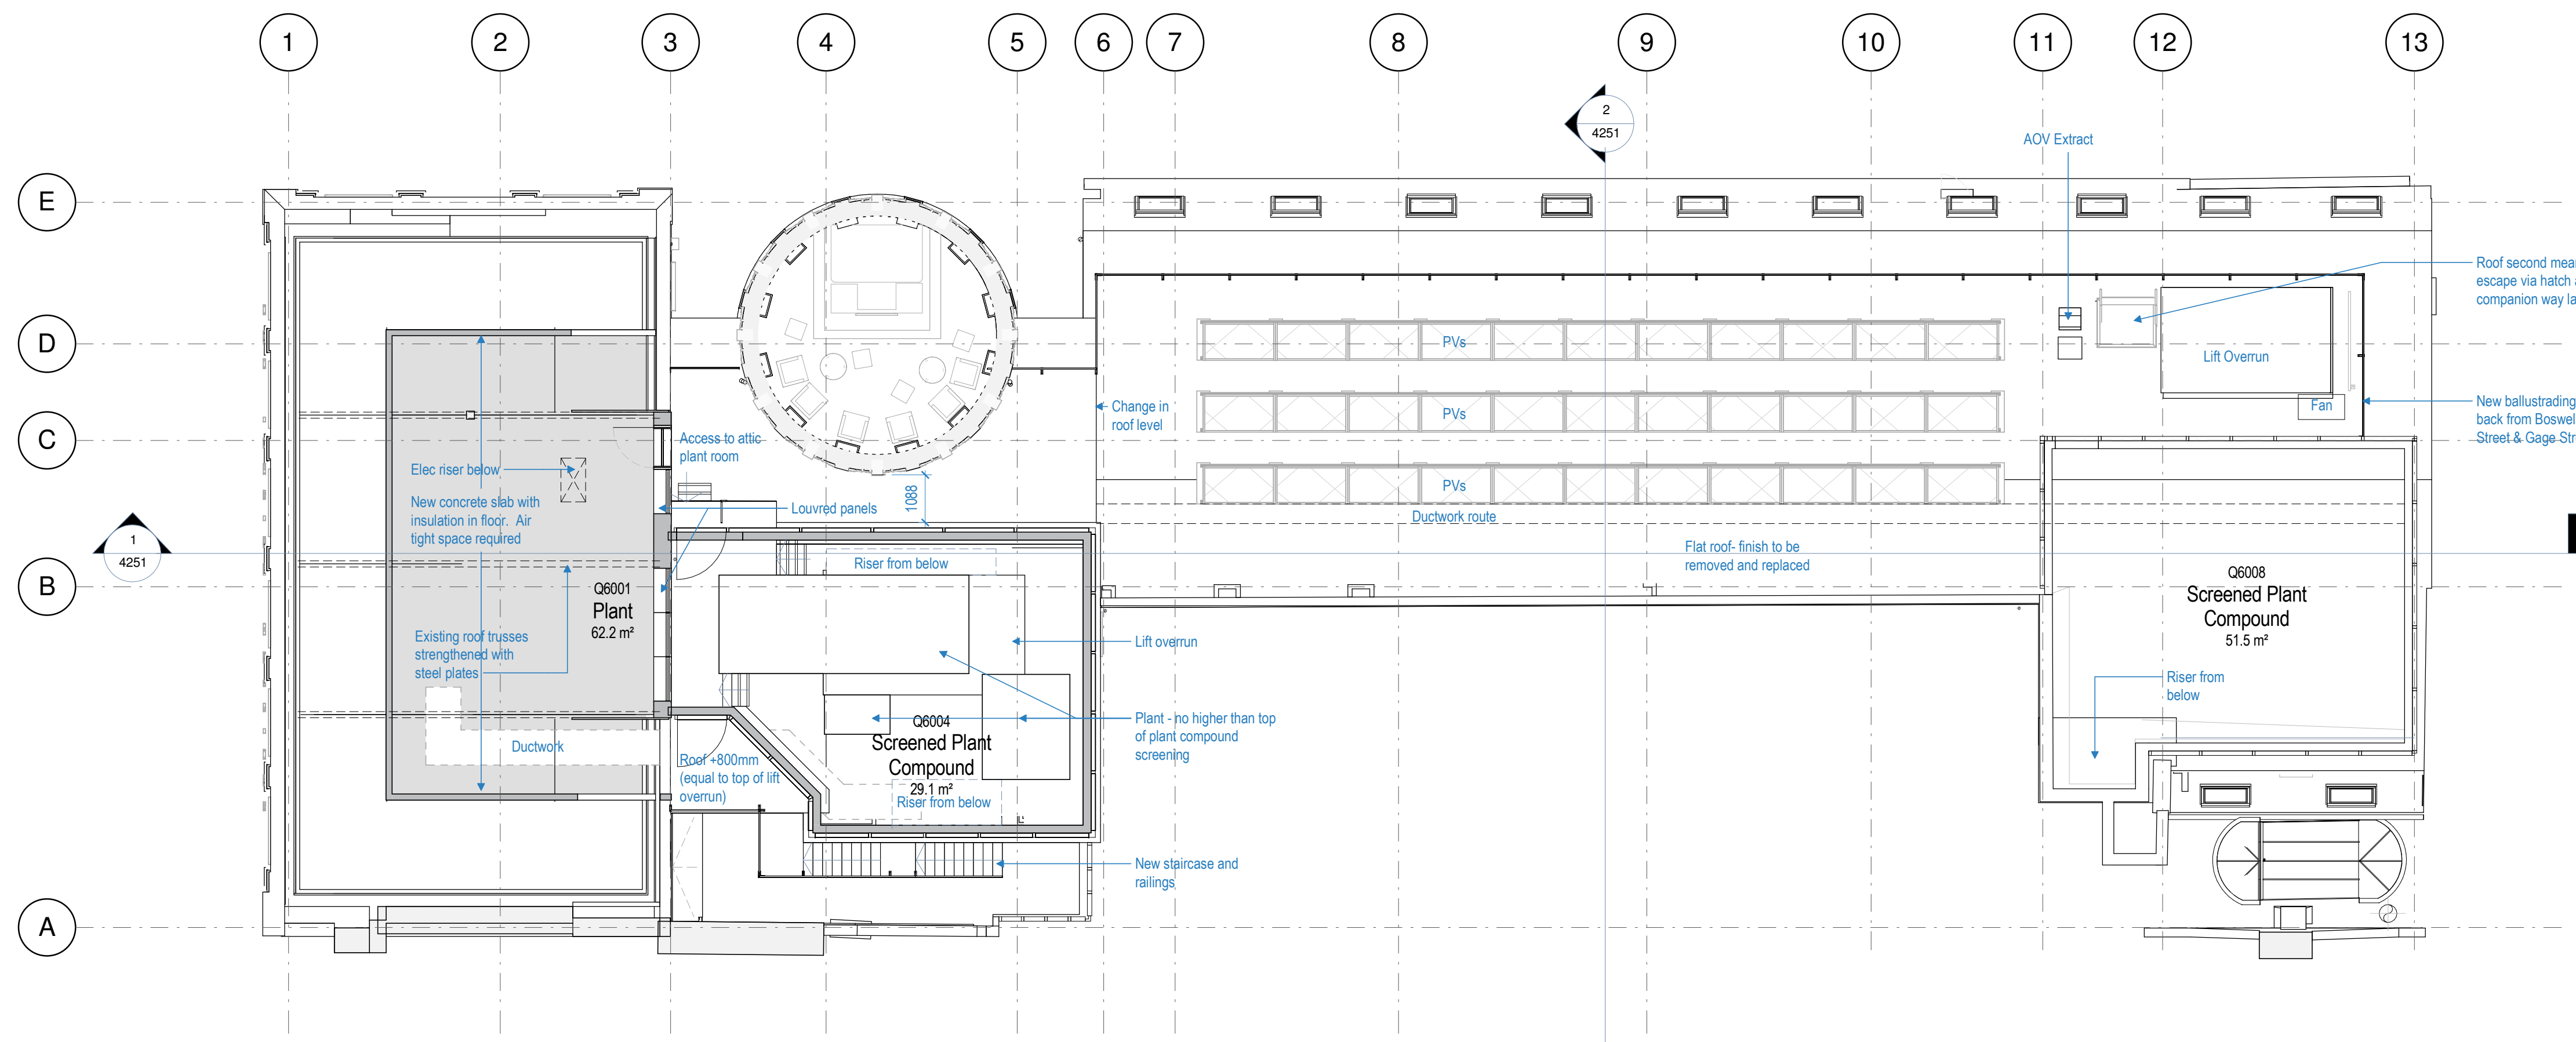 1 2 3 4 5 6 7 8 9 10 11 12 13
2
4251
AOV Extract
E
Roof second mea
escape via hatch a
companion way la
D
PVs
Lift Overrun
Fan
New ballustrading
back from Boswel
Street & Gage Str
C
Change in
roof level
PVs
Access to attic
plant room
Elec riser below
PVs
New concrete slab with
insulation in floor. Air
tight space required
Louvred panels
1088
Ductwork route
1
4251
Flat roof- finish to be
removed and replaced
Riser from below
B
Q6001
Plant
62.2 m²
Q6008
Screened Plant
Compound
51.5 m²
Existing roof trusses
strengthened with
steel plates
Lift overrun
Riser from
below
Q6004
Screened Plant
Compound
29.1 m²
Plant - no higher than top
of plant compound
screening
Ductwork
Roof +800mm
(equal to top of lift
overrun)
Riser from below
New staircase and
railings
A